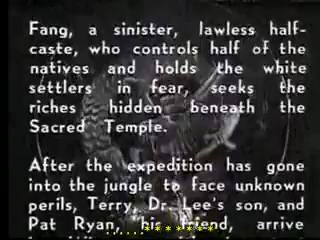 Fang, a sinister, lawless half-
caste, who controls half of the
natives and holds the white
settlers in fear, seeks the
riches hidden beneath the
Sacred Temple.
After the expedition has gone
into the jungle to face unknown
perils, Terry, Dr. Lee's son, and
Pat Ryan, his friend, arrive